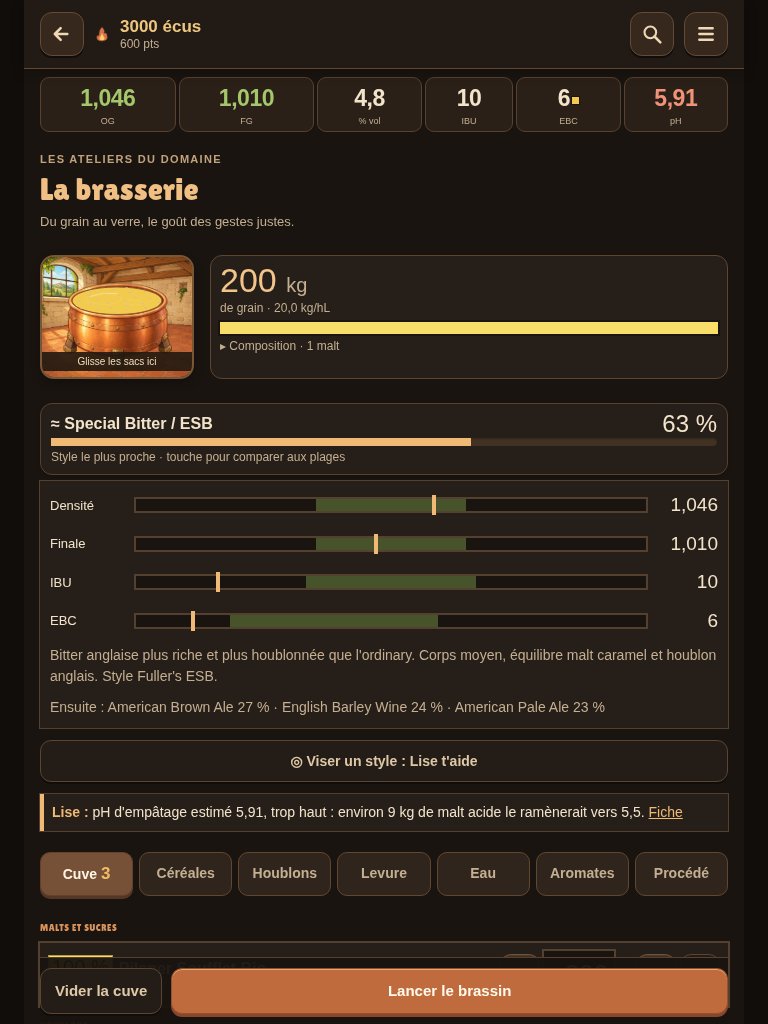 3000 écus
600 pts
1,046
OG
1,010
FG
4,8
% vol
10
IBU
6
EBC
5,91
pH
LES ATELIERS DU DOMAINE
La brasserie
Du grain au verre, le goût des gestes justes.
Glisse les sacs ici
200 kg
de grain · 20,0 kg/hL
▸ Composition · 1 malt
≈ Special Bitter / ESB
63 %
Style le plus proche · touche pour comparer aux plages
Densité 1,046
Finale 1,010
IBU 10
EBC 6
Bitter anglaise plus riche et plus houblonnée que l'ordinary. Corps moyen, équilibre malt caramel et houblon
anglais. Style Fuller's ESB.
Ensuite : American Brown Ale 27 % · English Barley Wine 24 % · American Pale Ale 23 %
◎ Viser un style : Lise t'aide
Lise : pH d'empâtage estimé 5,91, trop haut : environ 9 kg de malt acide le ramènerait vers 5,5. Fiche
Cuve 3
Céréales
Houblons
Levure
Eau
Aromates
Procédé
MALTS ET SUCRES
Vider la cuve
Lancer le brassin